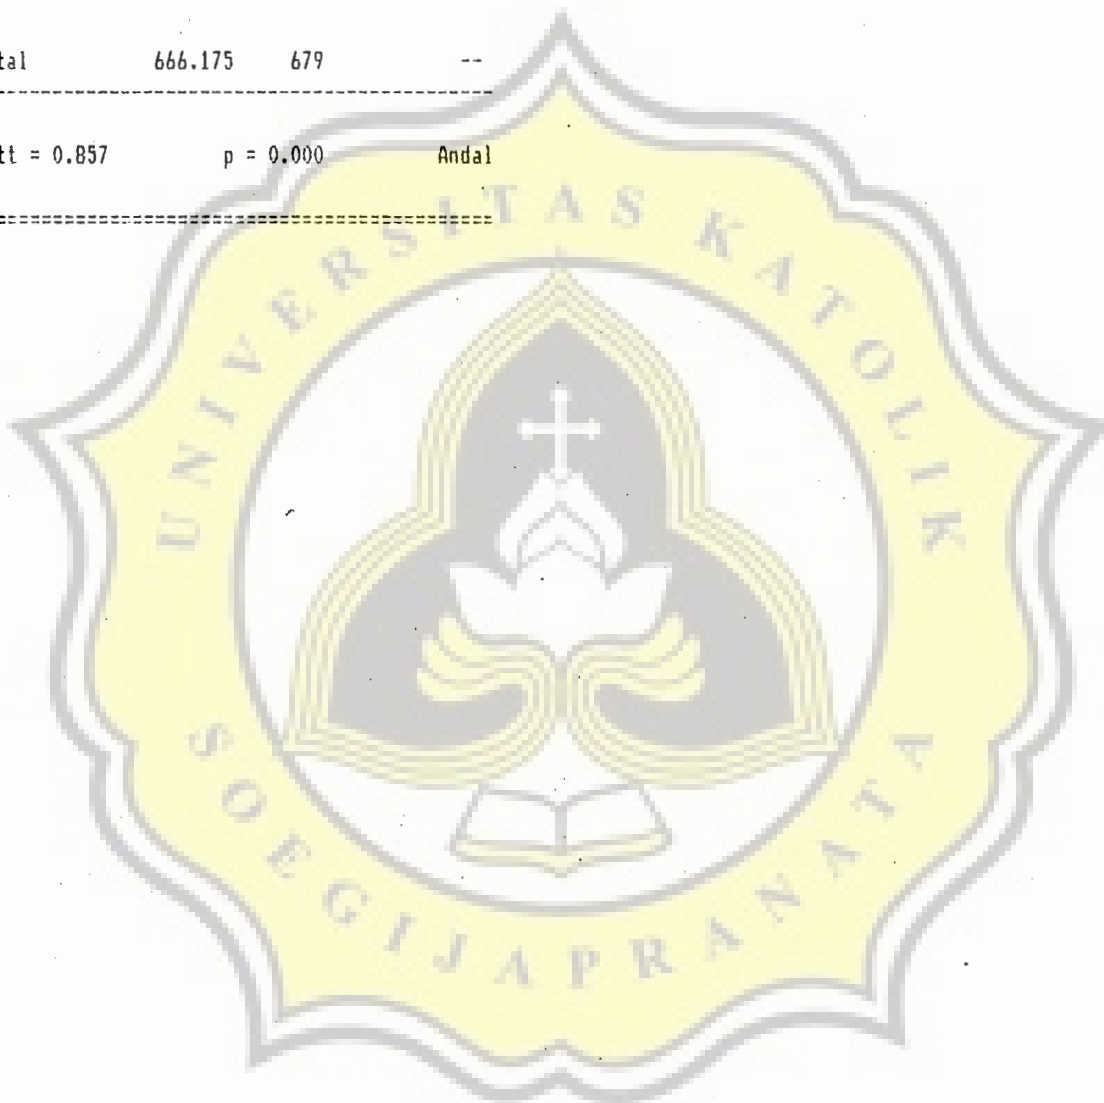 tal 666.175 679 --
tt = 0.857 p = 0.000 Andal
UNIVERSITAS KATOLIK
SOEGIJAPRANATA